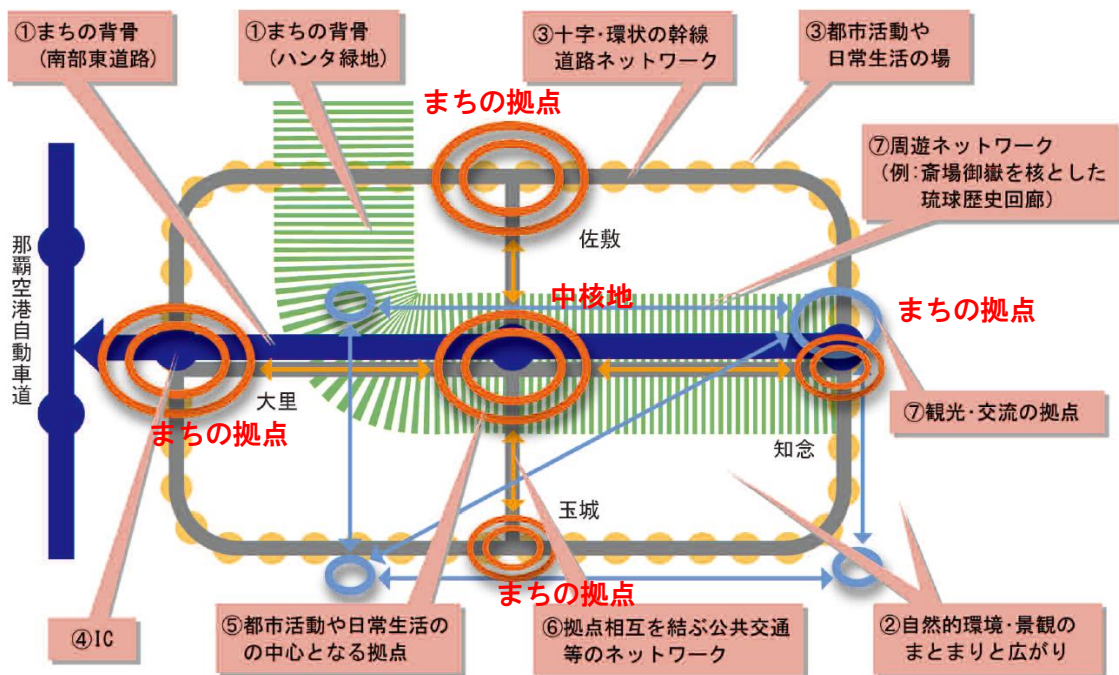 ①まちの背骨
(南部東道路)
①まちの背骨
(ハンタ緑地)
③十字・環状の幹線
道路ネットワーク
③都市活動や
日常生活の場
まちの拠点
⑦周遊ネットワーク
(例：斎場御嶽を核とした
琉球歴史回廊)
佐敷
那覇空港自動車道
中核地
まちの拠点
大里
まちの拠点
⑦観光・交流の拠点
知念
玉城
まちの拠点
④IC
⑤都市活動や日常生活の
の中心となる拠点
⑥拠点相互を結ぶ公共交通
等のネットワーク
②自然的環境・景観の
まとまりと広がり